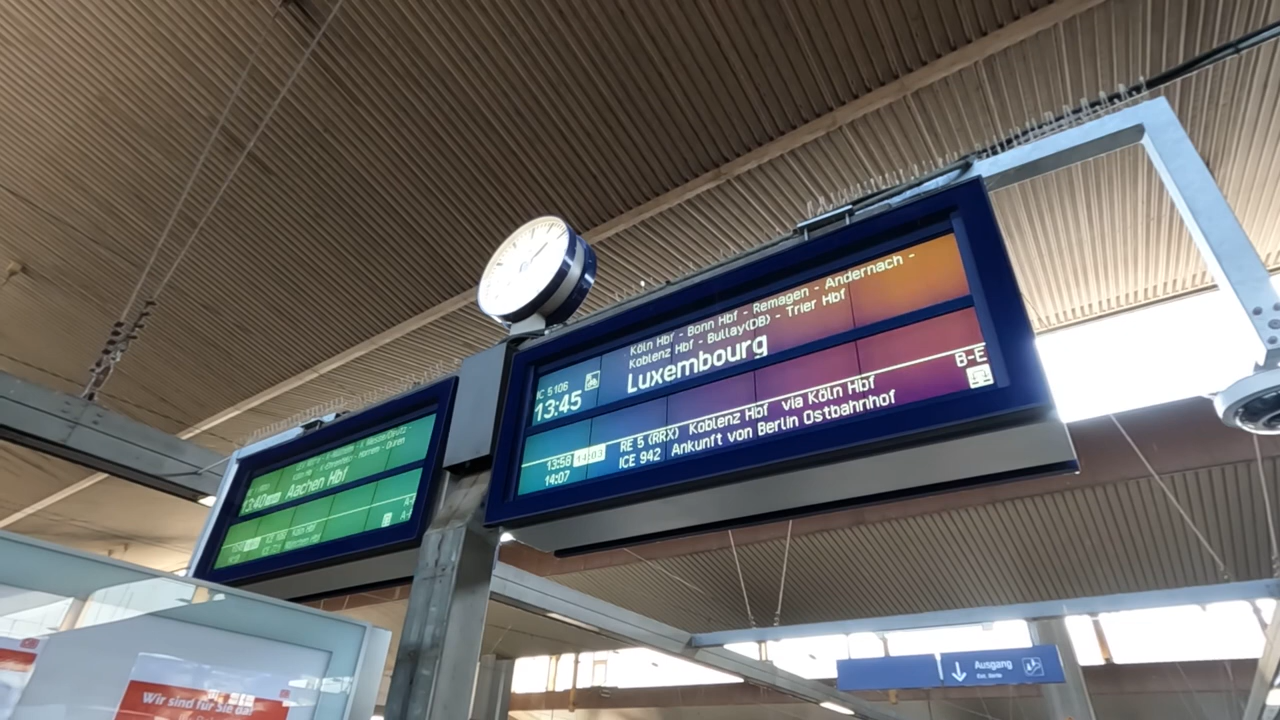 Köln Hbf - Bonn Hbf - Remagen - Andernach -
Koblenz Hbf - Bullay(DB) - Trier Hbf
IC 5106
13:45 Luxembourg
13:58 14:03 RE 5 (RRX) Koblenz Hbf via Köln Hbf B-E
14:07 ICE 942 Ankunft von Berlin Ostbahnhof
13:40 Aachen Hbf
Ausgang
Wir sind für Sie da!